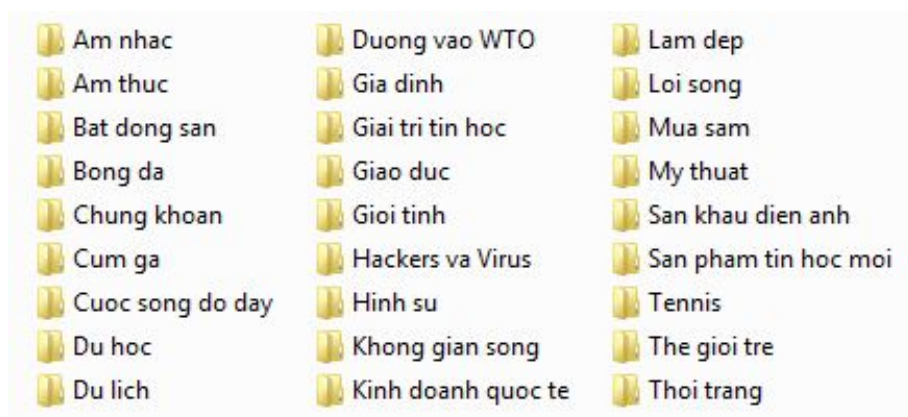 Am nhac
Am thuc
Bat dong san
Bong da
Chung khoan
Cum ga
Cuoc song do day
Du hoc
Du lich
Duong vao WTO
Gia dinh
Giai tri tin hoc
Giao duc
Gioi tinh
Hackers va Virus
Hinh su
Khong gian song
Kinh doanh quoc te
Lam dep
Loi song
Mua sam
My thuat
San khau dien anh
San pham tin hoc moi
Tennis
The gioi tre
Thoi trang